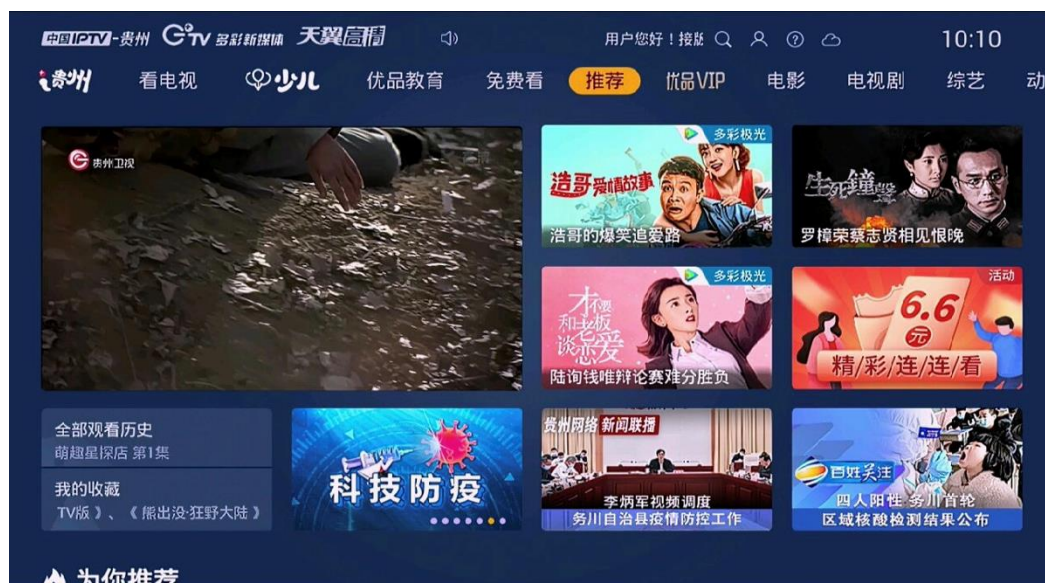 中国IPTV-贵州 GTV 多彩新媒体 天翼高清
用户您好！接
10:10
i贵州 看电视 少儿 优品教育 免费看 推荐 优品VIP 电影 电视剧 综艺 动
贵州卫视
多彩极光
浩哥爱情故事
浩哥的爆笑追爱路
生死鐘聲
罗樟荣蔡志贤相见恨晚
多彩极光
才不要
和老板
谈恋爱
陆询钱唯辩论赛难分胜负
活动
6.6
元
精/彩/连/连/看
全部观看历史
萌趣星探店 第1集
我的收藏
TV版 》、《 熊出没·狂野大陆 》
科技防疫
贵州网络 新闻联播
李炳军视频调度
务川自治县疫情防控工作
百姓关注
四人阳性 务川首轮
区域核酸检测结果公布
为你推荐